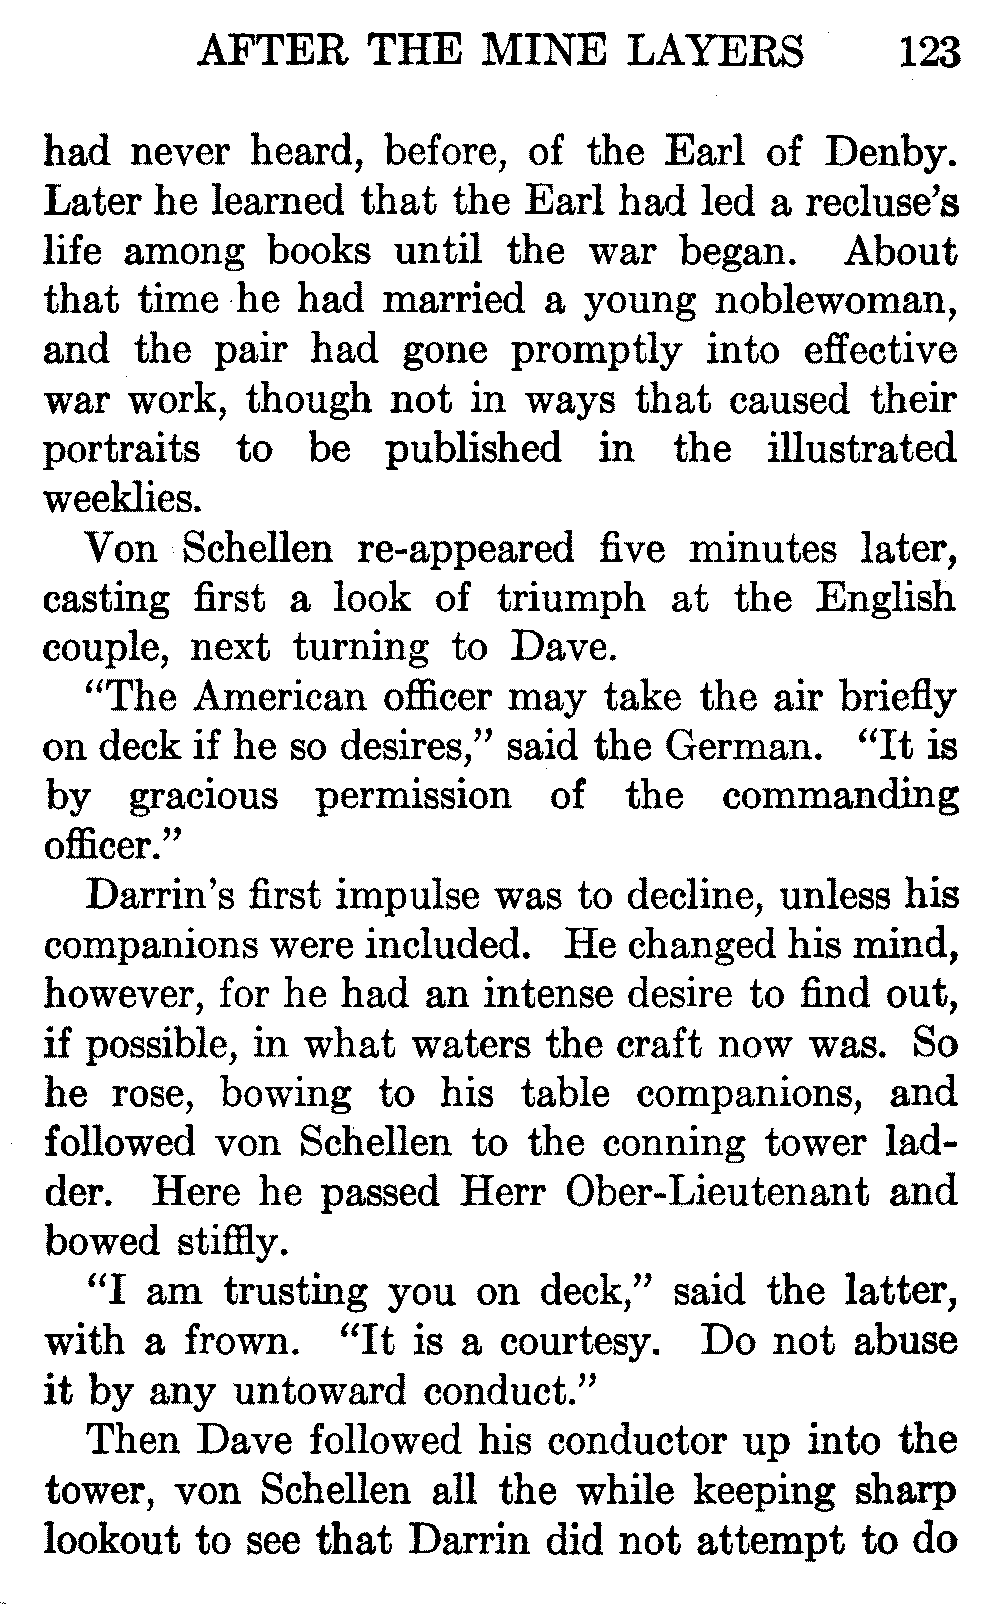 AFTER THE MINE LAYERS 123
had never heard, before, of the Earl of Denby.
Later he learned that the Earl had led a recluse's
life among books until the war began. About
that time he had married a young noblewoman,
and the pair had gone promptly into effective
war work, though not in ways that caused their
portraits to be published in the illustrated
weeklies.
Von Schellen re-appeared five minutes later,
casting first a look of triumph at the English
couple, next turning to Dave.
“The American officer may take the air briefly
on deck if he so desires,” said the German. “It is
by gracious permission of the commanding
officer.”
Darrin's first impulse was to decline, unless his
companions were included. He changed his mind,
however, for he had an intense desire to find out,
if possible, in what waters the craft now was. So
he rose, bowing to his table companions, and
followed von Schellen to the conning tower lad-
der. Here he passed Herr Ober-Lieutenant and
bowed stiffly.
“I am trusting you on deck,” said the latter,
with a frown. “It is a courtesy. Do not abuse
it by any untoward conduct.”
Then Dave followed his conductor up into the
tower, von Schellen all the while keeping sharp
lookout to see that Darrin did not attempt to do